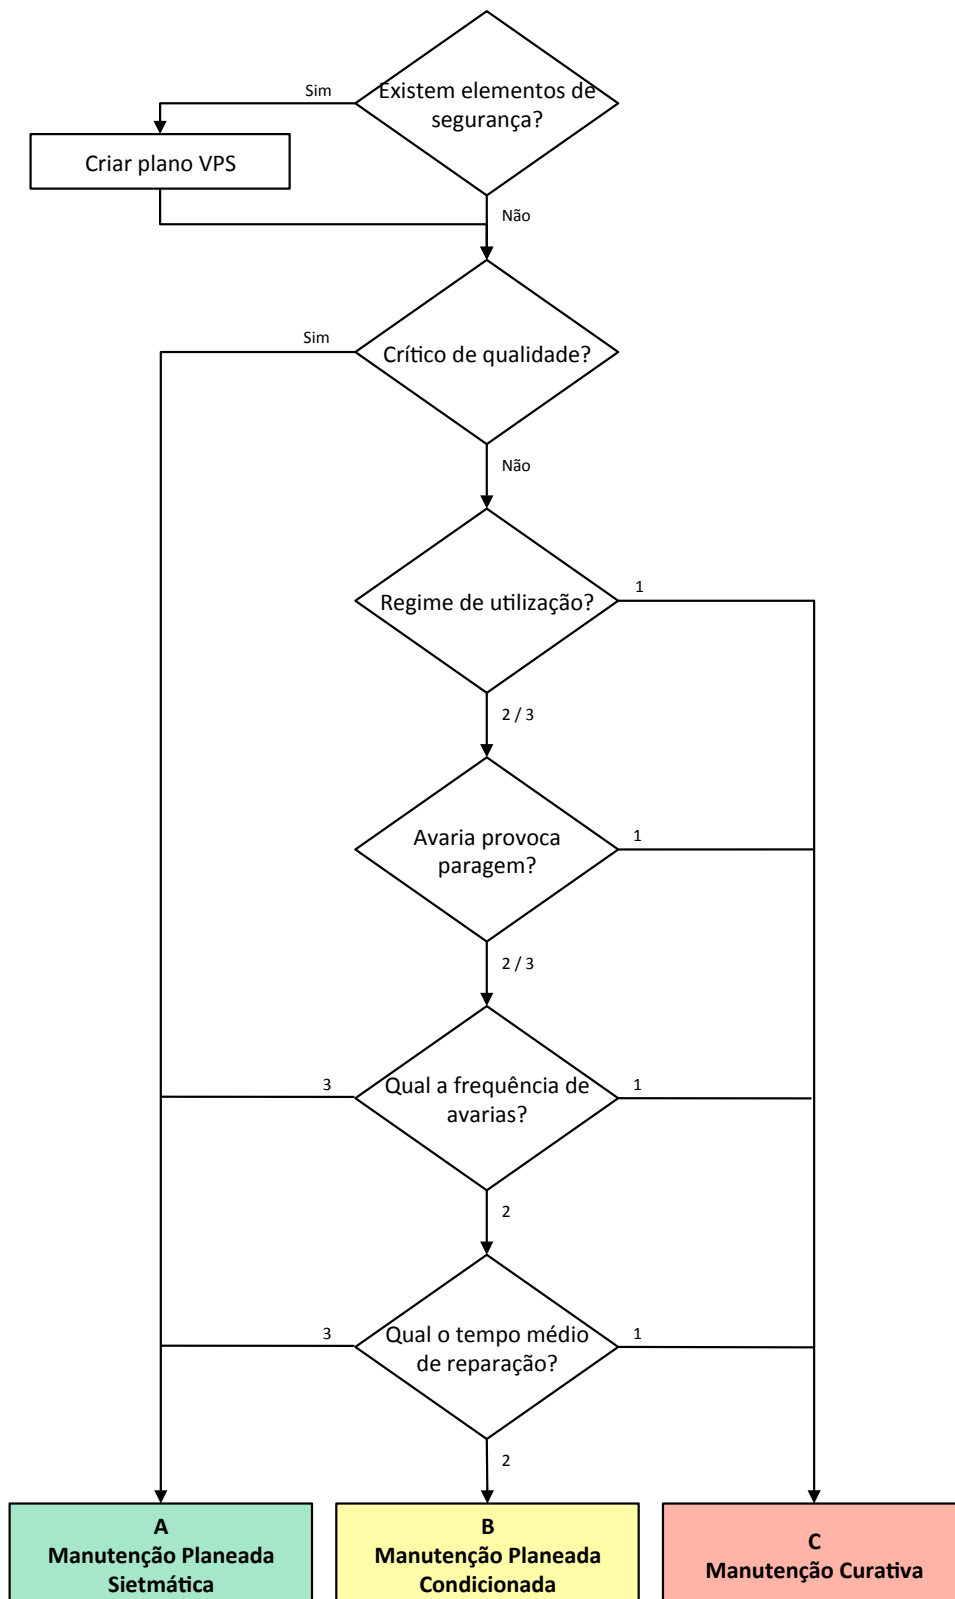 Existem elementos de
segurança?
Sim
Criar plano VPS
Não
Crítico de qualidade?
Sim
Não
Regime de utilização?
1
2 / 3
Avaria provoca
paragem?
1
2 / 3
Qual a frequência de
avarias?
3
1
2
Qual o tempo médio
de reparação?
3
1
2
A
Manutenção Planeada
Sietmática
B
Manutenção Planeada
Condicionada
C
Manutenção Curativa